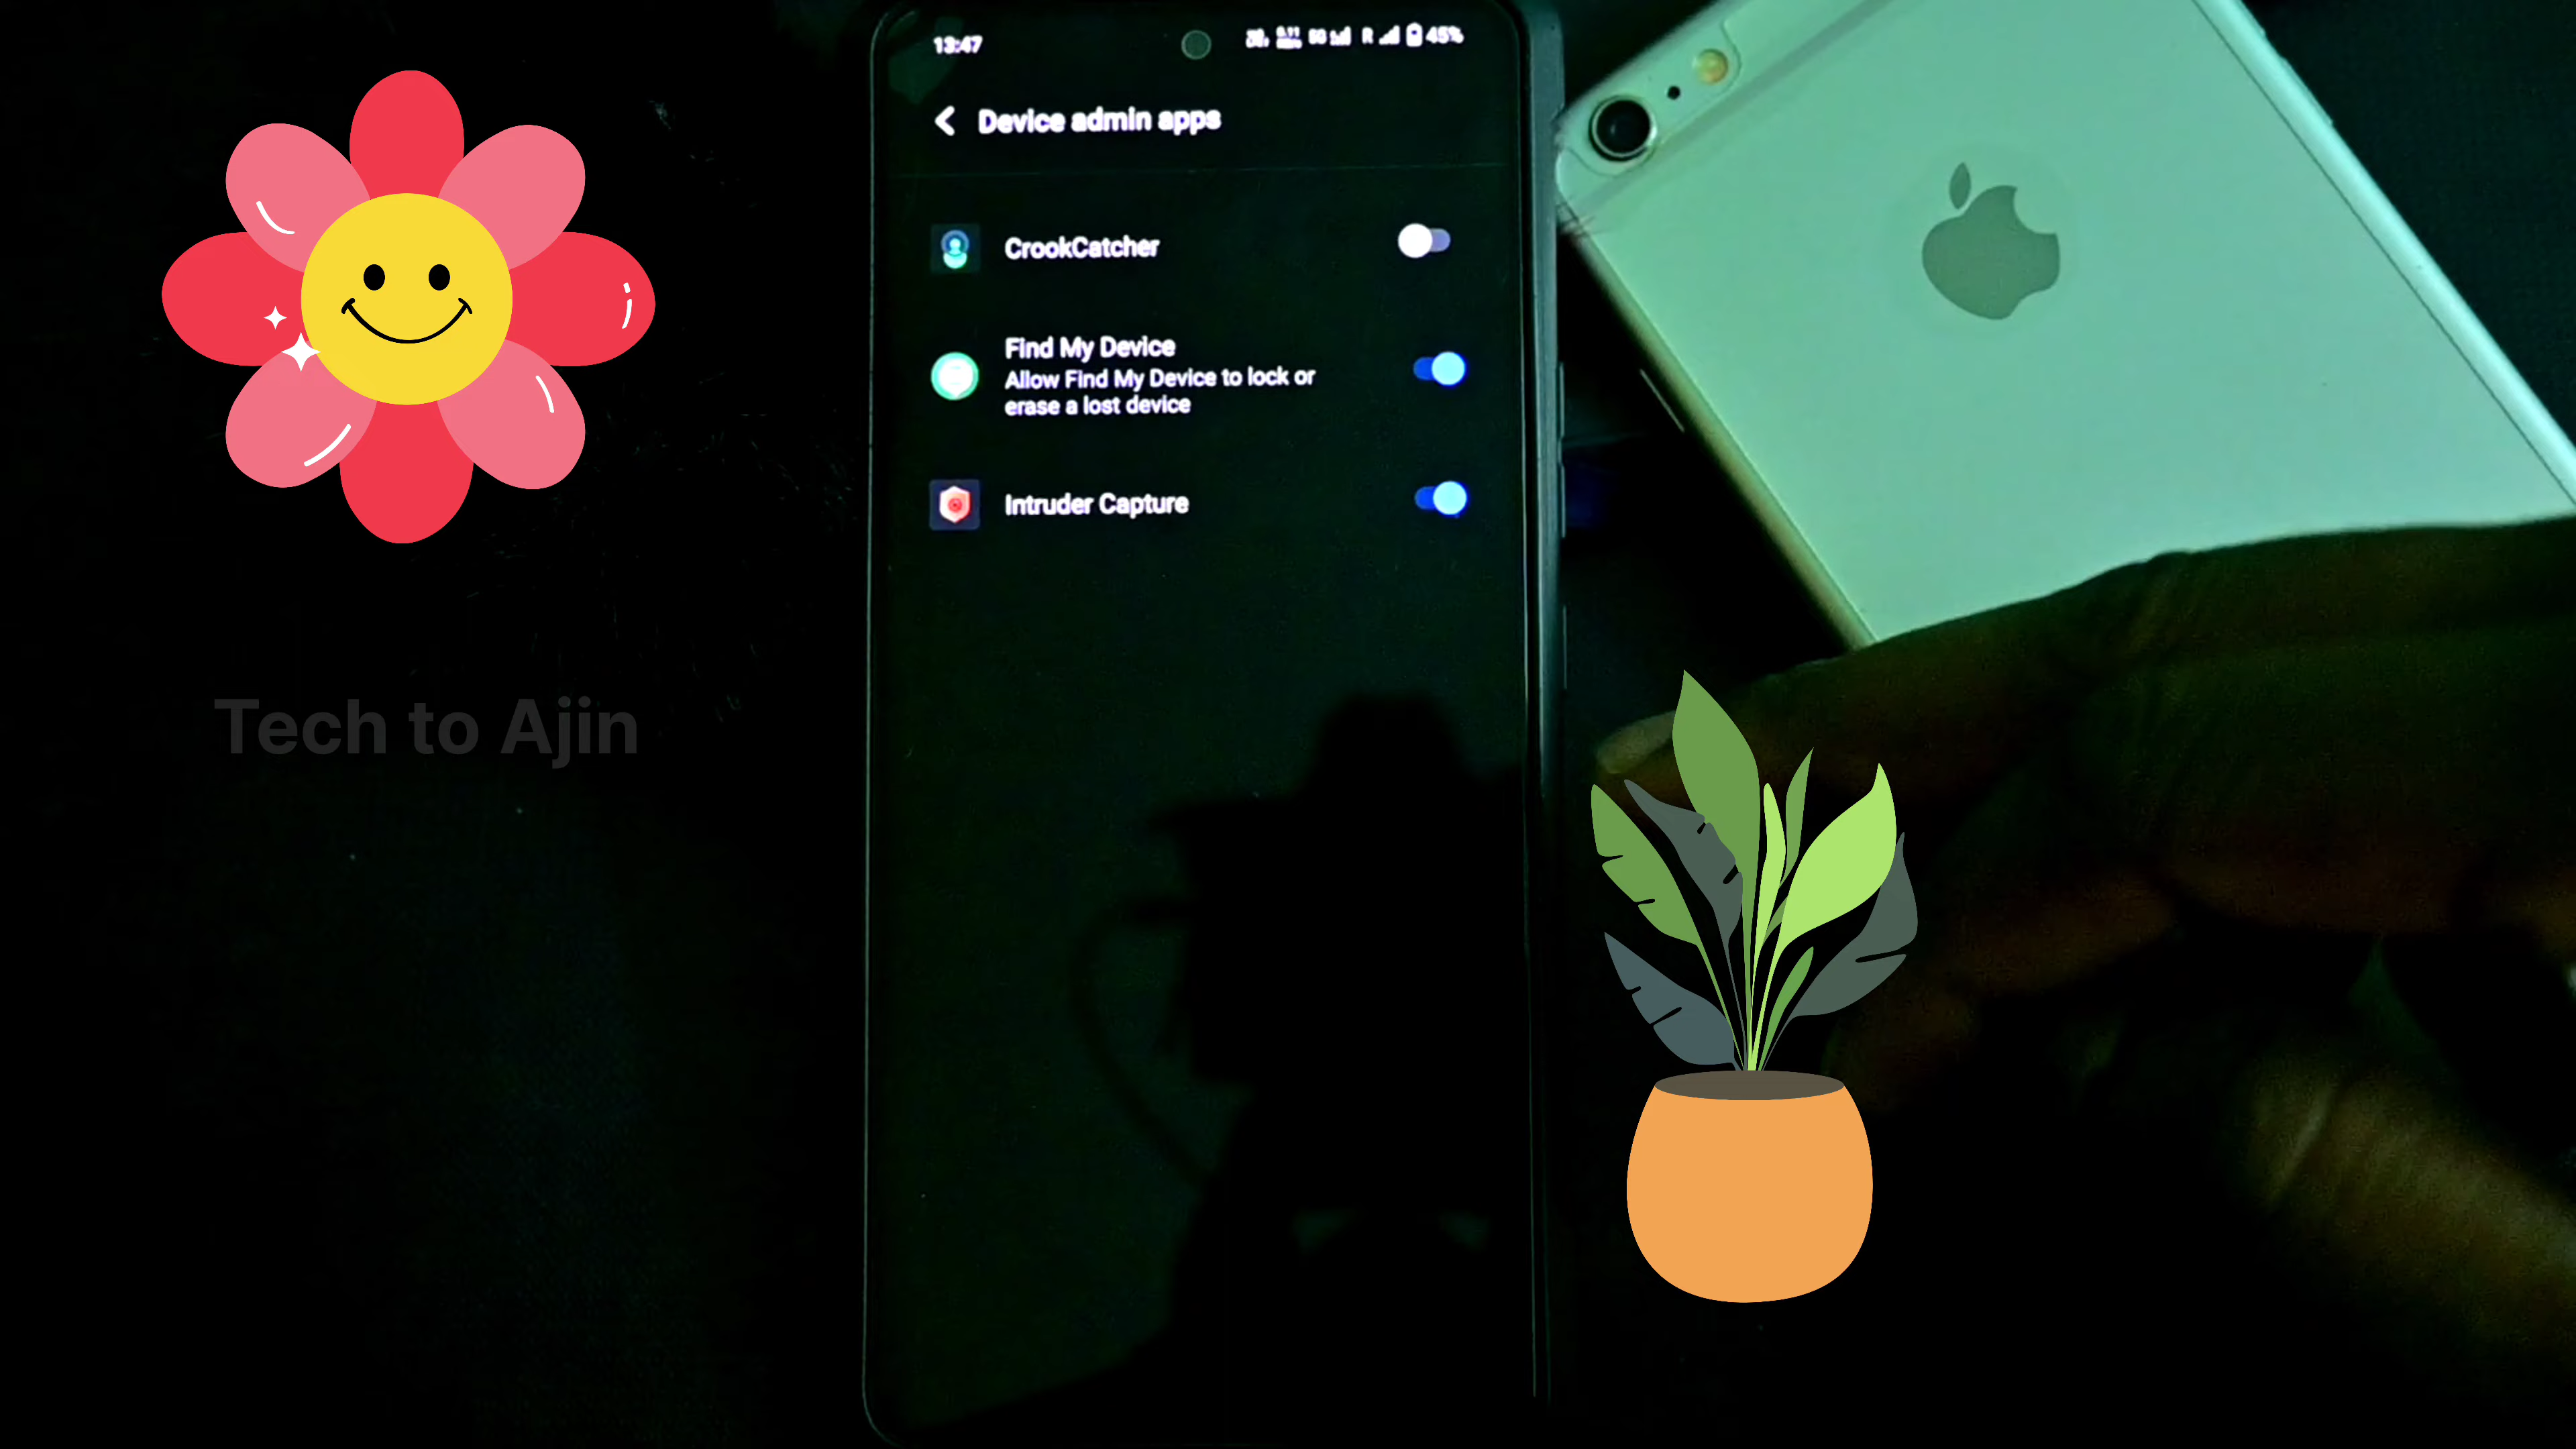 13:47
5G R 45%
Device admin apps
CrookCatcher
Find My Device
Allow Find My Device to lock or
erase a lost device
Intruder Capture
Tech to Ajin